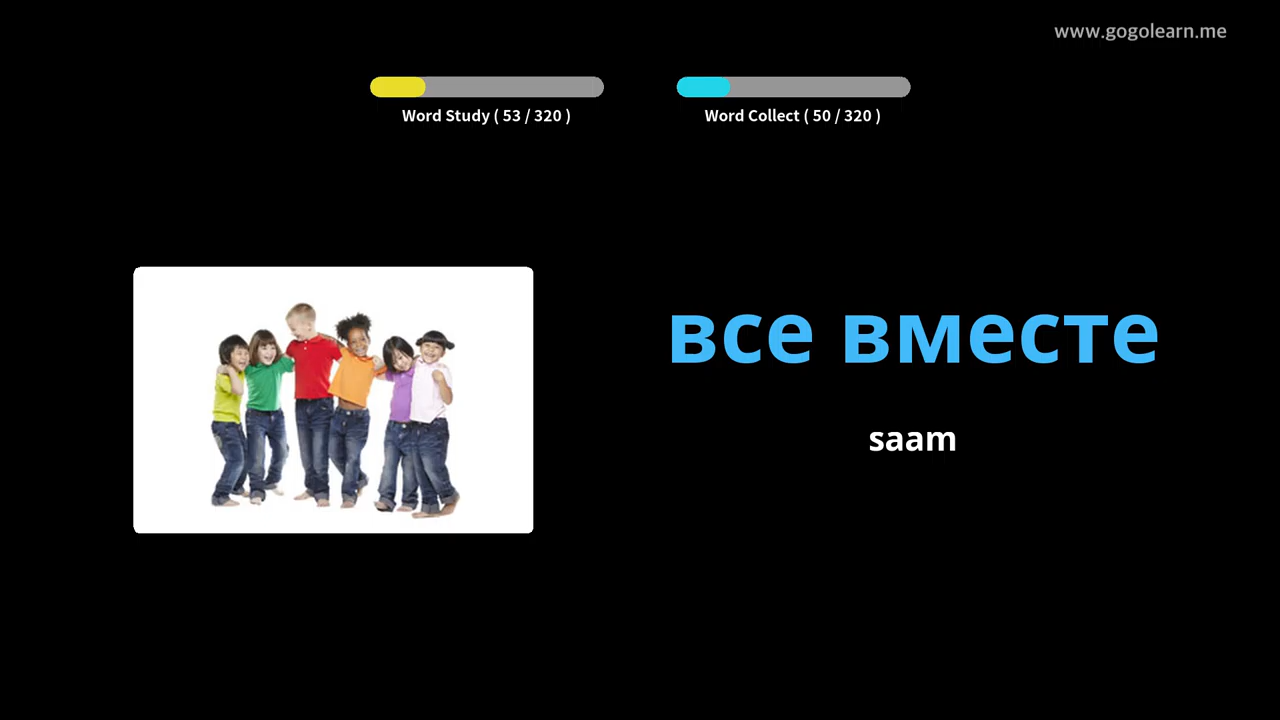 www.gogolearn.me
Word Study ( 53 / 320 )
Word Collect ( 50 / 320 )
все вместе
saam